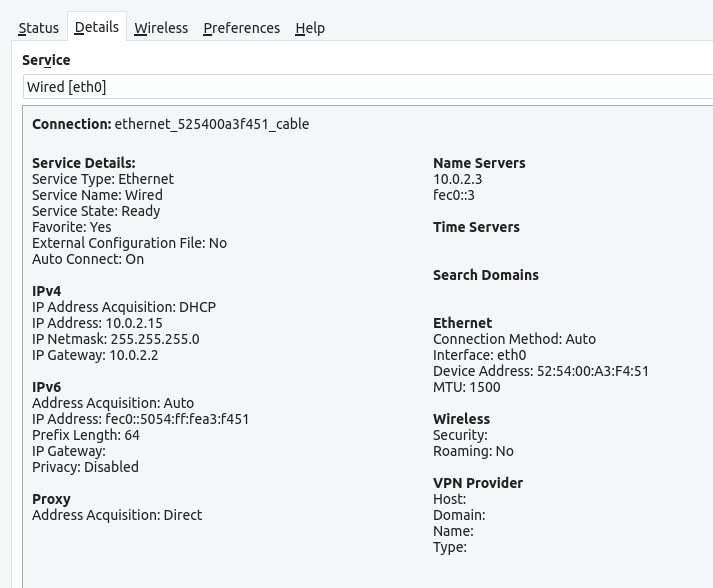 Status Details Wireless Preferences Help
Service
Wired [eth0]
Connection: ethernet_525400a3f451_cable
Service Details:
Service Type: Ethernet
Service Name: Wired
Service State: Ready
Favorite: Yes
External Configuration File: No
Auto Connect: On
IPv4
IP Address Acquisition: DHCP
IP Address: 10.0.2.15
IP Netmask: 255.255.255.0
IP Gateway: 10.0.2.2
IPv6
Address Acquisition: Auto
IP Address: fec0::5054:ff:fea3:f451
Prefix Length: 64
IP Gateway:
Privacy: Disabled
Proxy
Address Acquisition: Direct
Name Servers
10.0.2.3
fec0::3
Time Servers
Search Domains
Ethernet
Connection Method: Auto
Interface: eth0
Device Address: 52:54:00:A3:F4:51
MTU: 1500
Wireless
Security:
Roaming: No
VPN Provider
Host:
Domain:
Name:
Type: